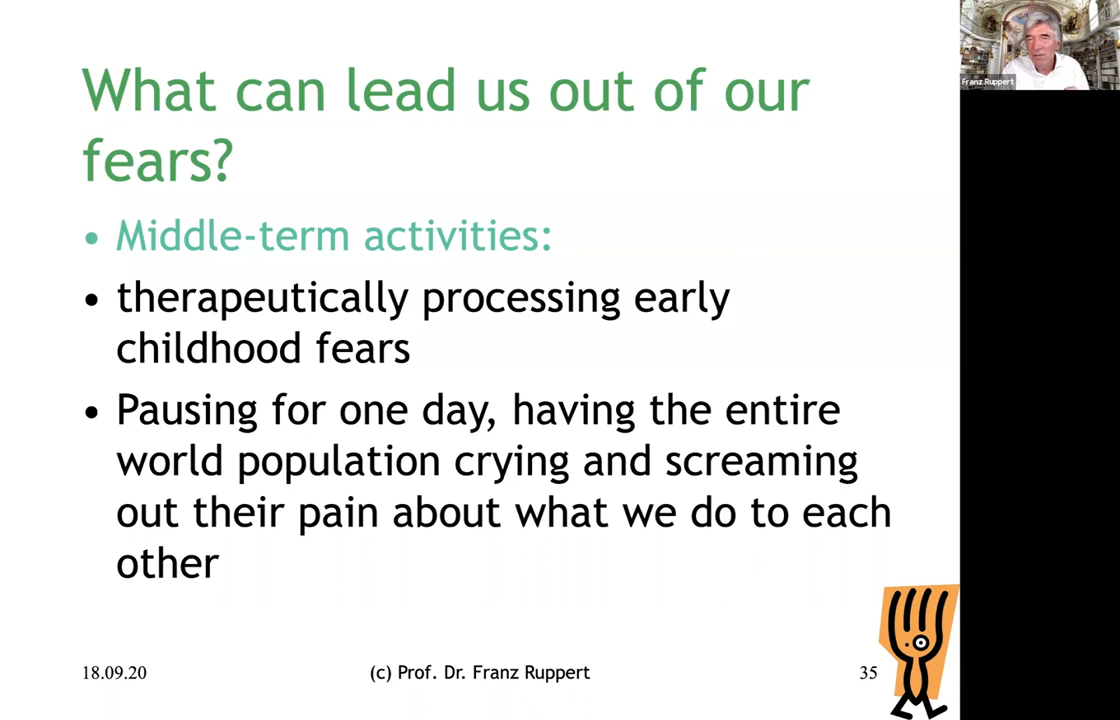 What can lead us out of our
fears?
• Middle-term activities:
• therapeutically processing early
childhood fears
• Pausing for one day, having the entire
world population crying and screaming
out their pain about what we do to each
other
18.09.20
(c) Prof. Dr. Franz Ruppert
35
Franz Ruppert